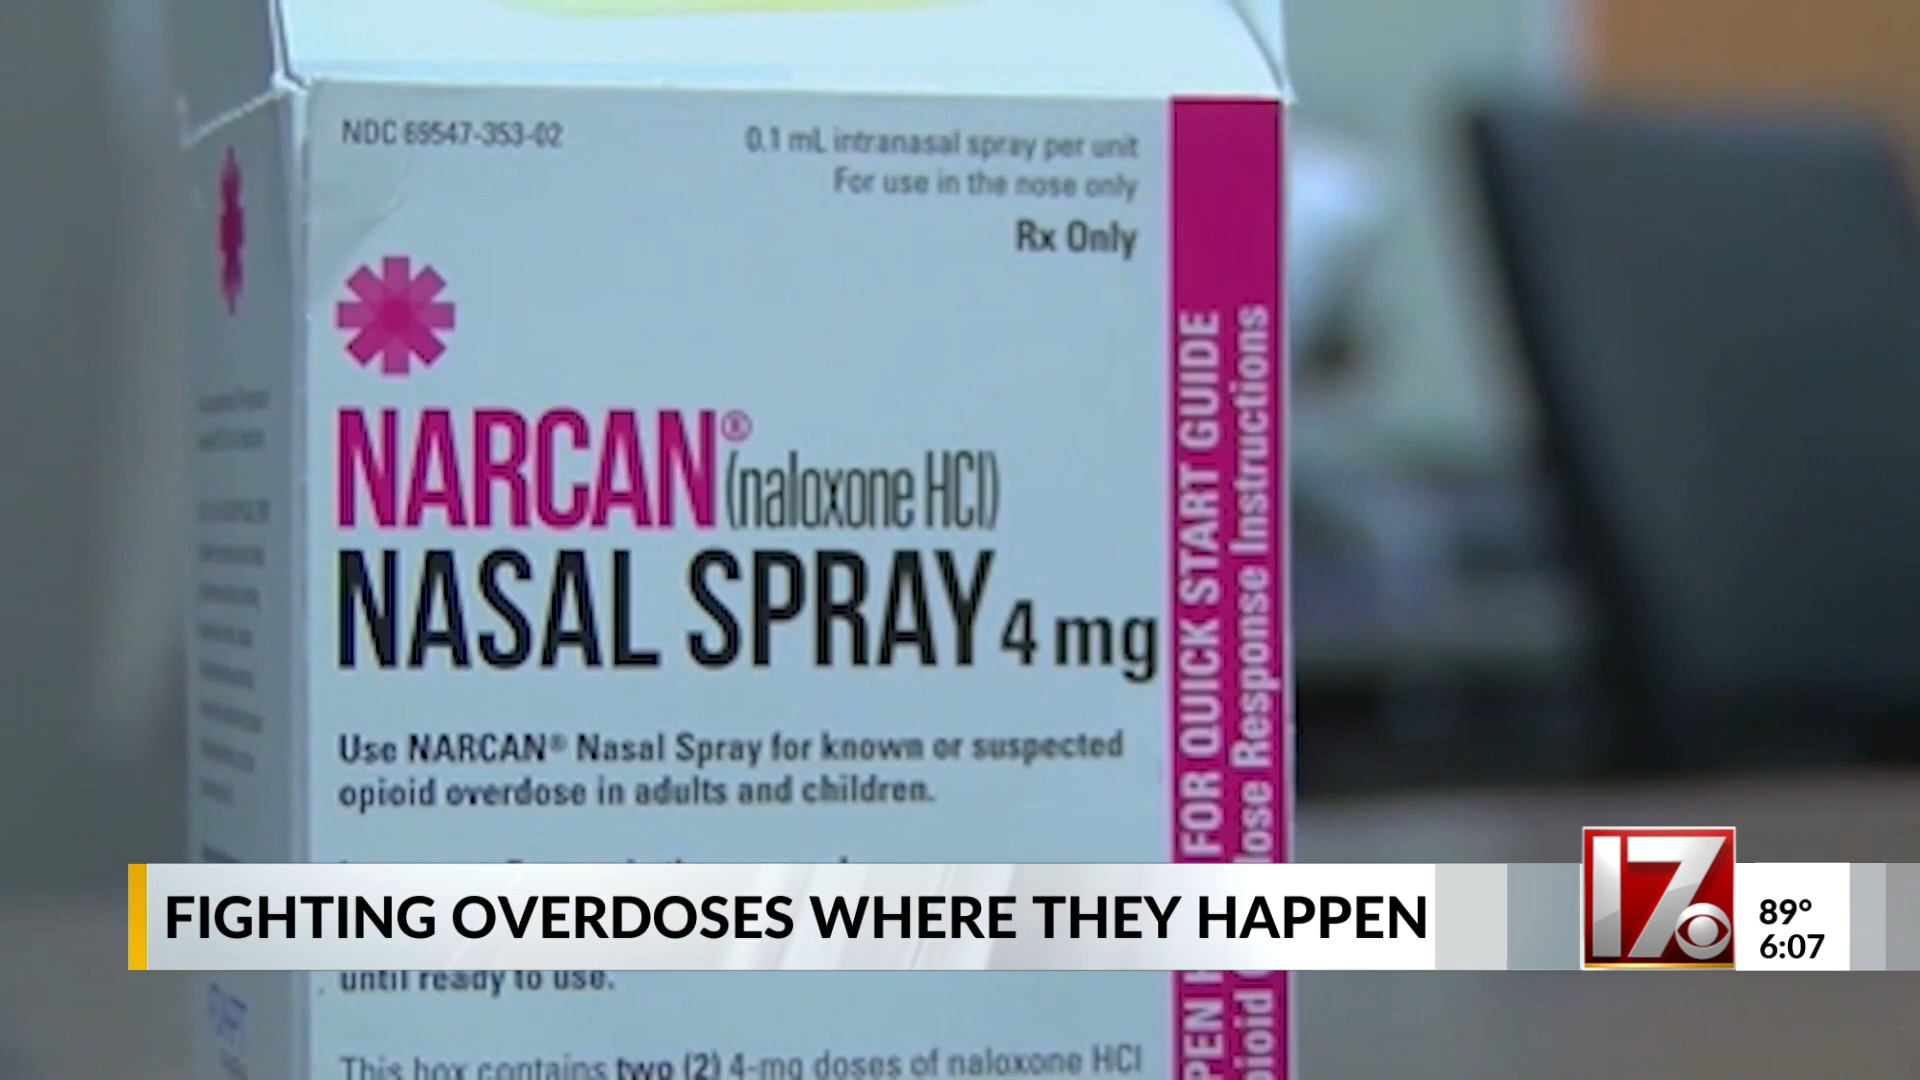 NDC 69547-353-02
0.1 mL intranasal spray per unit
For use in the nose only
Rx Only
NARCAN® (naloxone HCl)
NASAL SPRAY 4 mg
Use NARCAN® Nasal Spray for known or suspected
opioid overdose in adults and children.
until ready to use.
This box contains two (2) 4-mg doses of naloxone HCl
PEN FOR QUICK START GUIDE
pioid ose Response Instructions
FIGHTING OVERDOSES WHERE THEY HAPPEN
17
89°
6:07